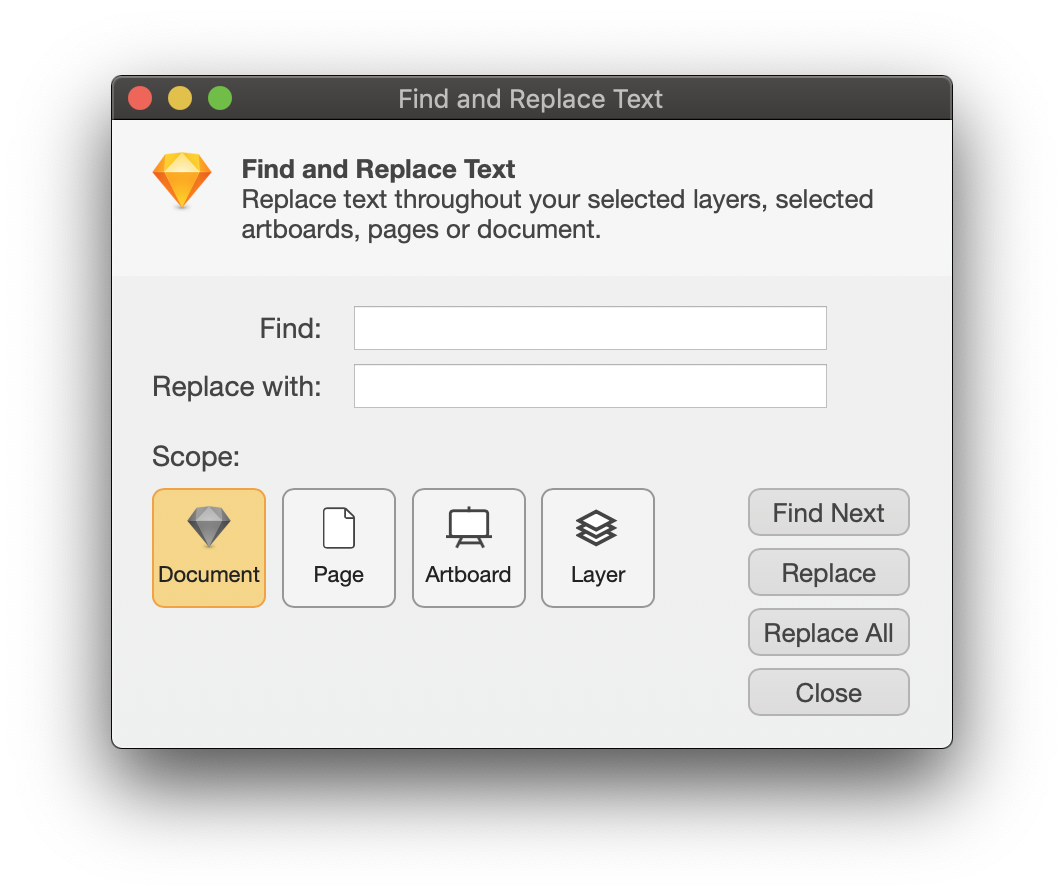 Find and Replace Text
Find and Replace Text
Replace text throughout your selected layers, selected
artboards, pages or document.
Find:
Replace with:
Scope:
Document
Page
Artboard
Layer
Find Next
Replace
Replace All
Close